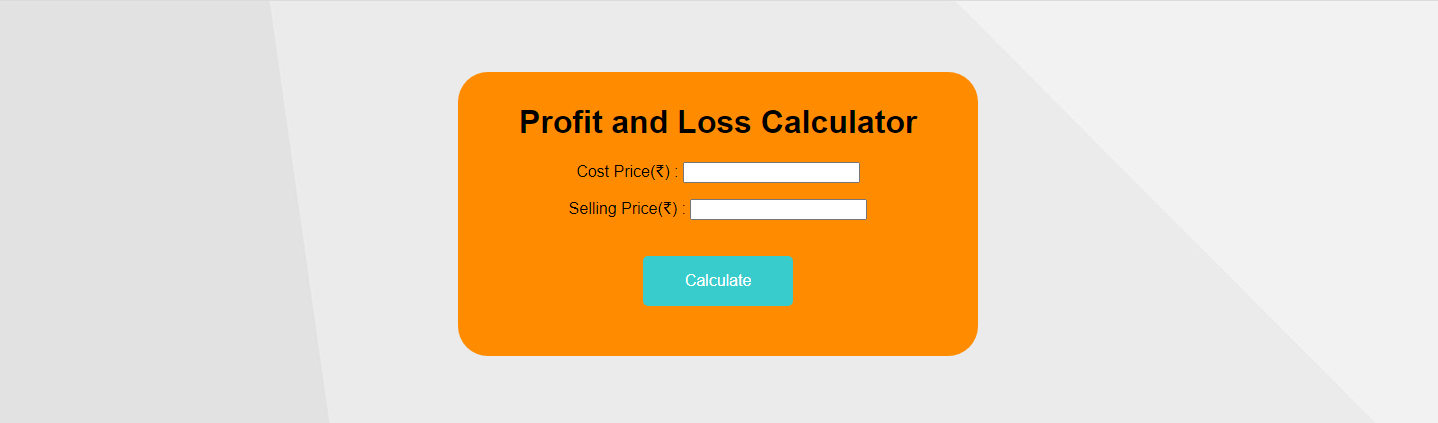 Profit and Loss Calculator
Cost Price(₹) :
Selling Price(₹) :
Calculate